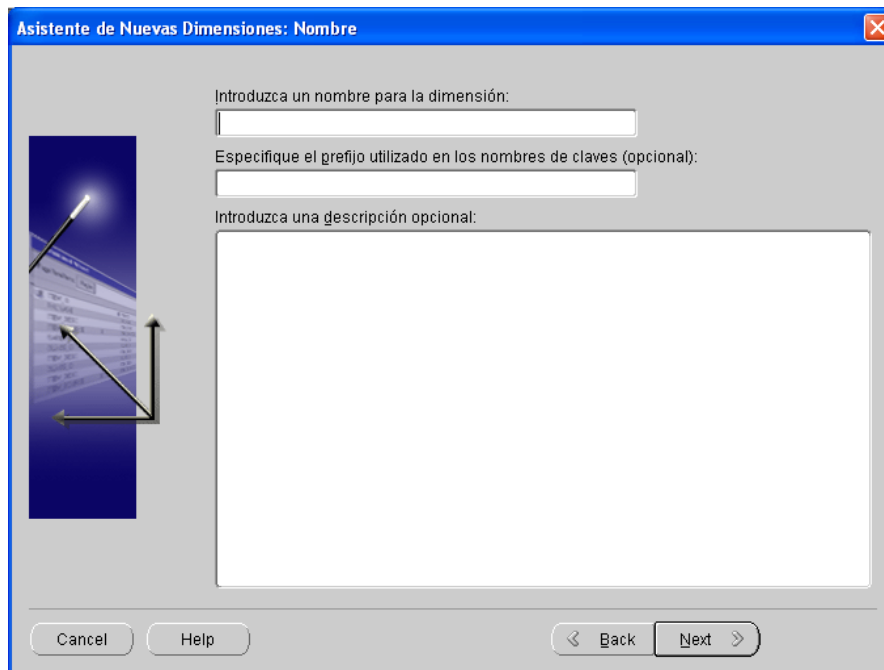 Asistente de Nuevas Dimensiones: Nombre
Introduzca un nombre para la dimensión:
Especifique el prefijo utilizado en los nombres de claves (opcional):
Introduzca una descripción opcional:
Cancel
Help
Back
Next